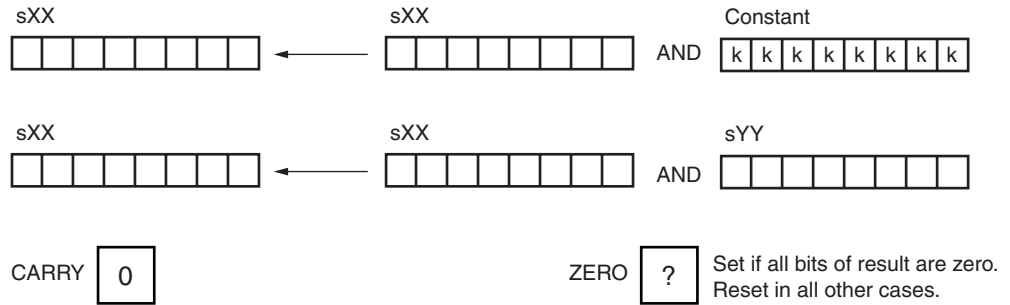 sXX sXX Constant
AND k k k k k k k k
sXX sXX sYY
AND
CARRY 0 ZERO ? Set if all bits of result are zero.
Reset in all other cases.